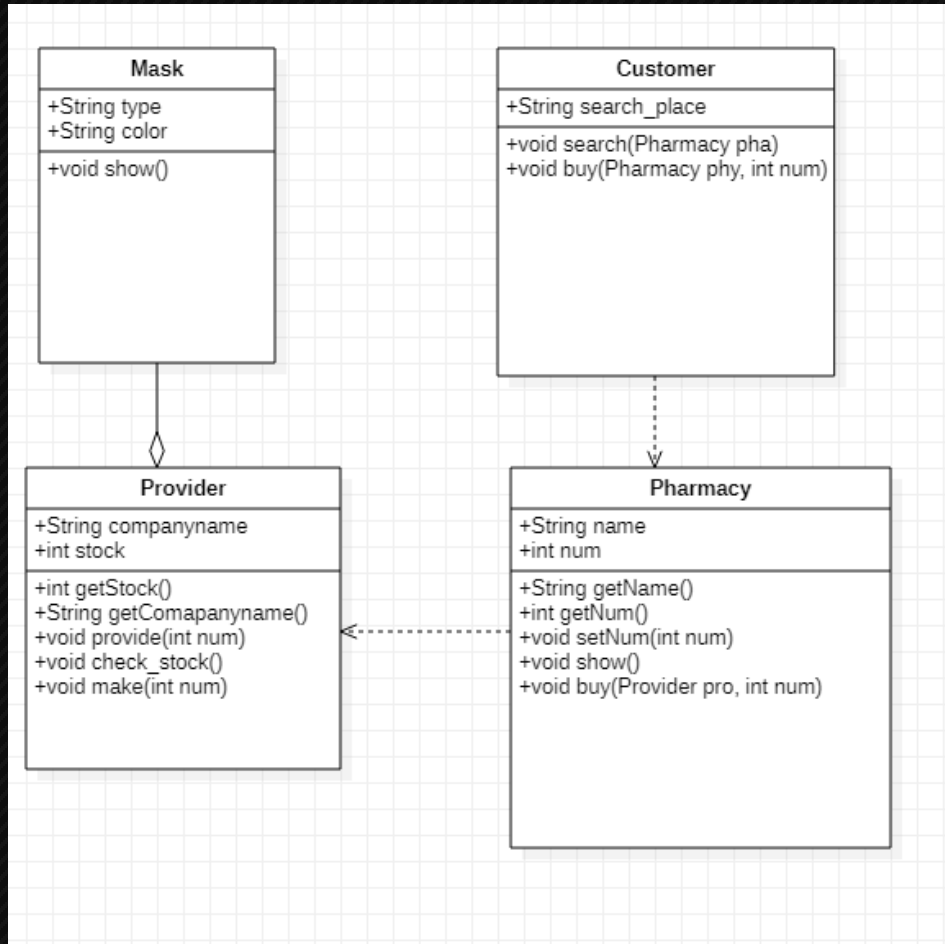 Mask
+String type
+String color
+void show()
Customer
+String search_place
+void search(Pharmacy pha)
+void buy(Pharmacy phy, int num)
Provider
+String companyname
+int stock
+int getStock()
+String getComapanyname()
+void provide(int num)
+void check_stock()
+void make(int num)
Pharmacy
+String name
+int num
+String getName()
+int getNum()
+void setNum(int num)
+void show()
+void buy(Provider pro, int num)